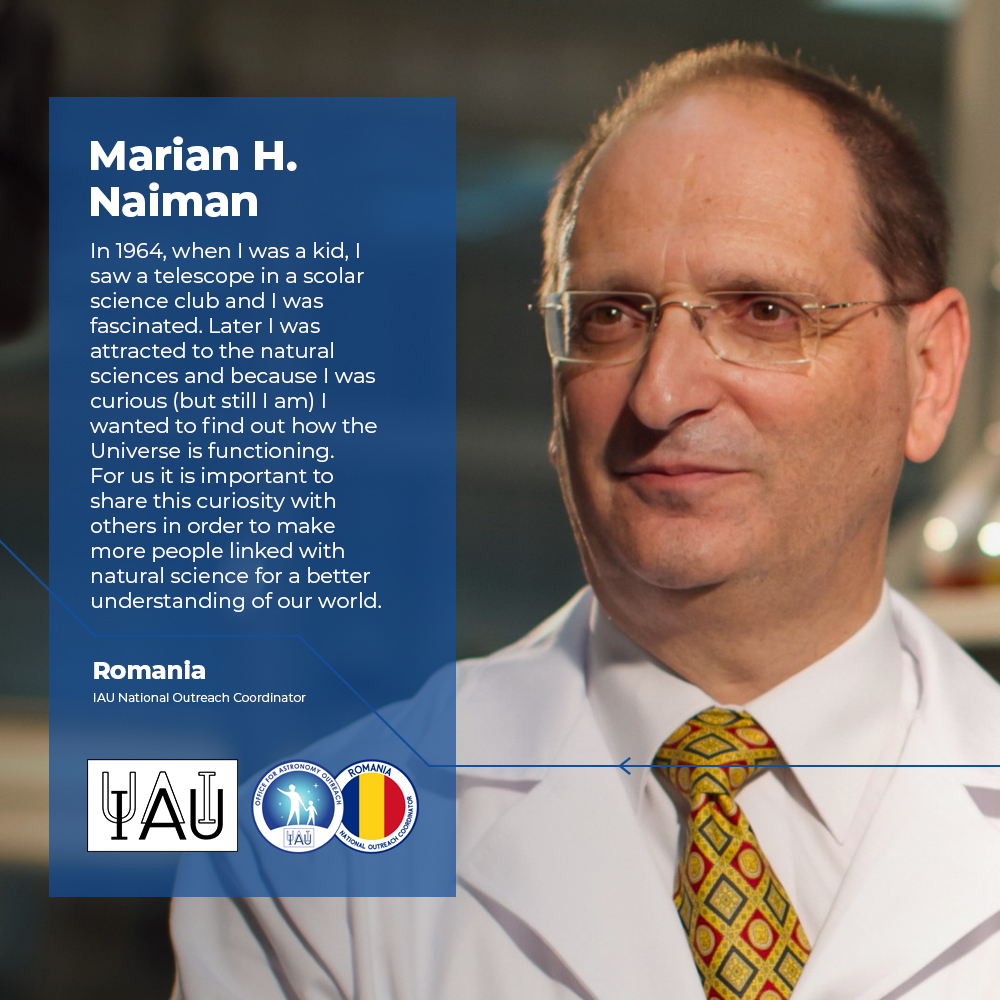 Marian H.
Naiman
In 1964, when I was a kid, I
saw a telescope in a scolar
science club and I was
fascinated. Later I was
attracted to the natural
sciences and because I was
curious (but still I am) I
wanted to find out how the
Universe is functioning.
For us it is important to
share this curiosity with
others in order to make
more people linked with
natural science for a better
understanding of our world.
Romania
IAU National Outreach Coordinator
UAI
IAU
OFFICE FOR ASTRONOMY OUTREACH
UAI
IAU
ROMANIA
NATIONAL OUTREACH COORDINATOR